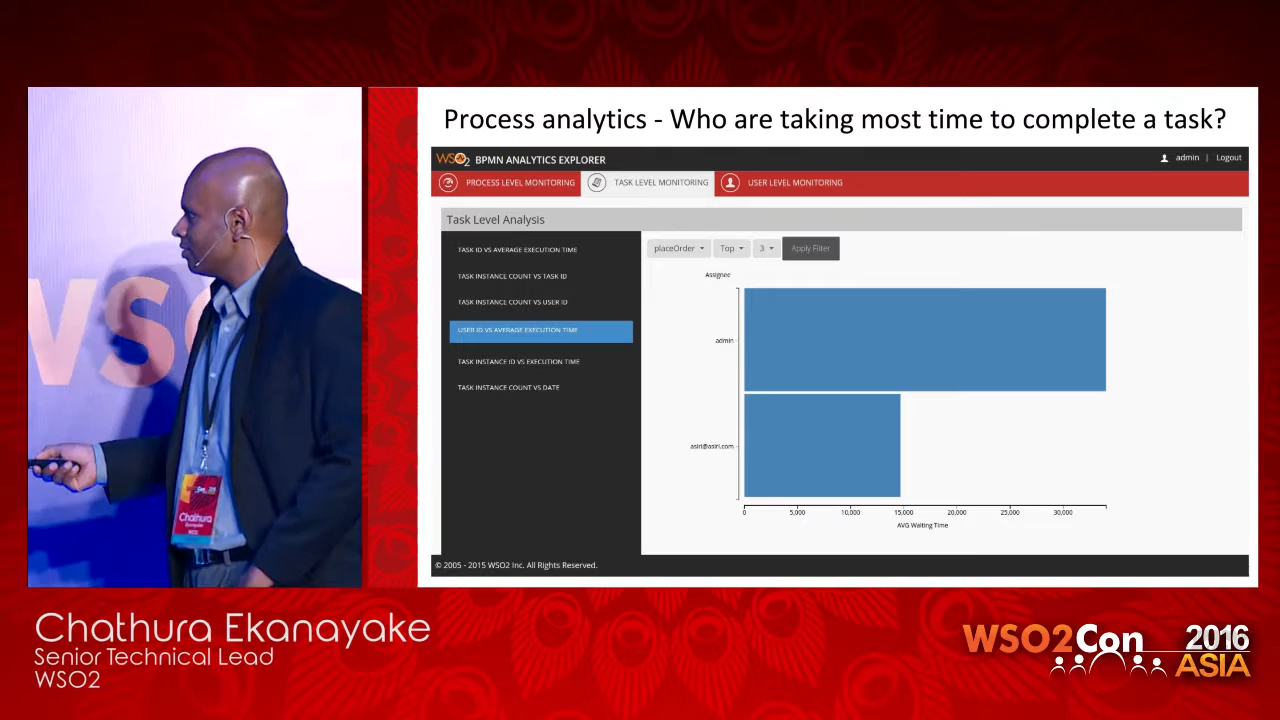 Process analytics - Who are taking most time to complete a task?
WSO2 BPMN ANALYTICS EXPLORER
admin | Logout
PROCESS LEVEL MONITORING
TASK LEVEL MONITORING
USER LEVEL MONITORING
Task Level Analysis
TASK ID VS AVERAGE EXECUTION TIME
TASK INSTANCE COUNT VS TASK ID
TASK INSTANCE COUNT VS USER ID
USER ID VS AVERAGE EXECUTION TIME
TASK INSTANCE ID VS EXECUTION TIME
TASK INSTANCE COUNT VS DATE
placeOrder Top 3 Apply Filter
Assignee
admin
asiri@asiri.com
0 5,000 10,000 15,000 20,000 25,000 30,000
AVG Waiting Time
© 2005 - 2015 WSO2 Inc. All Rights Reserved.
WSO
Chathura
Ekanayake
WSO2
Chathura Ekanayake
Senior Technical Lead
WSO2
WSO2Con 2016
ASIA